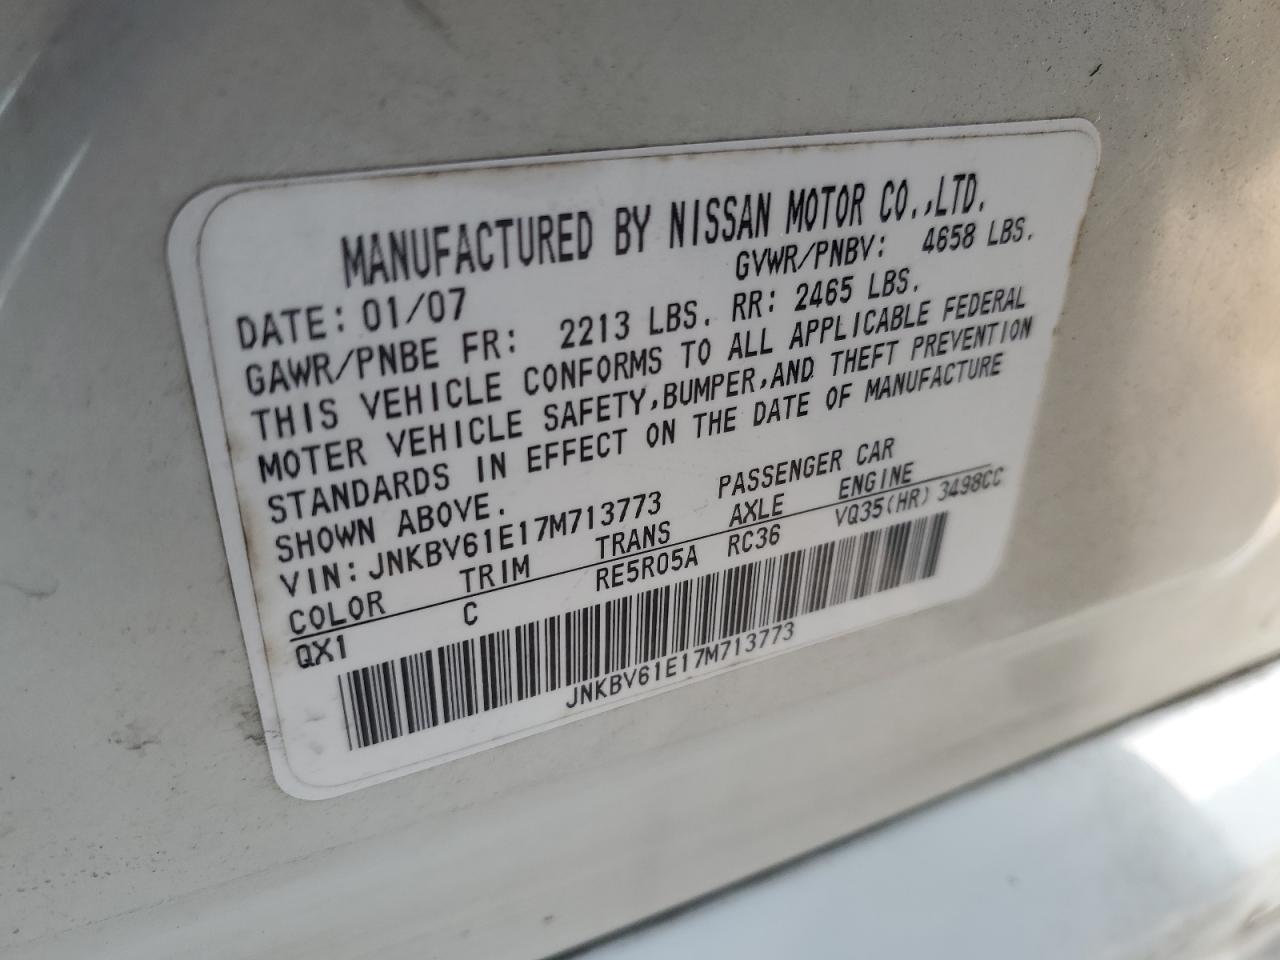 MANUFACTURED BY NISSAN MOTOR CO.,LTD.
DATE: 01/07 GVWR/PNBV: 4658 LBS.
GAWR/PNBE FR: 2213 LBS. RR: 2465 LBS.
THIS VEHICLE CONFORMS TO ALL APPLICABLE FEDERAL
MOTER VEHICLE SAFETY,BUMPER,AND THEFT PREVENTION
STANDARDS IN EFFECT ON THE DATE OF MANUFACTURE
SHOWN ABOVE.
VIN: JNKBV61E17M713773 PASSENGER CAR
COLOR TRIM TRANS AXLE ENGINE
QX1 C RE5R05A RC36 VQ35(HR) 3498CC
JNKBV61E17M713773